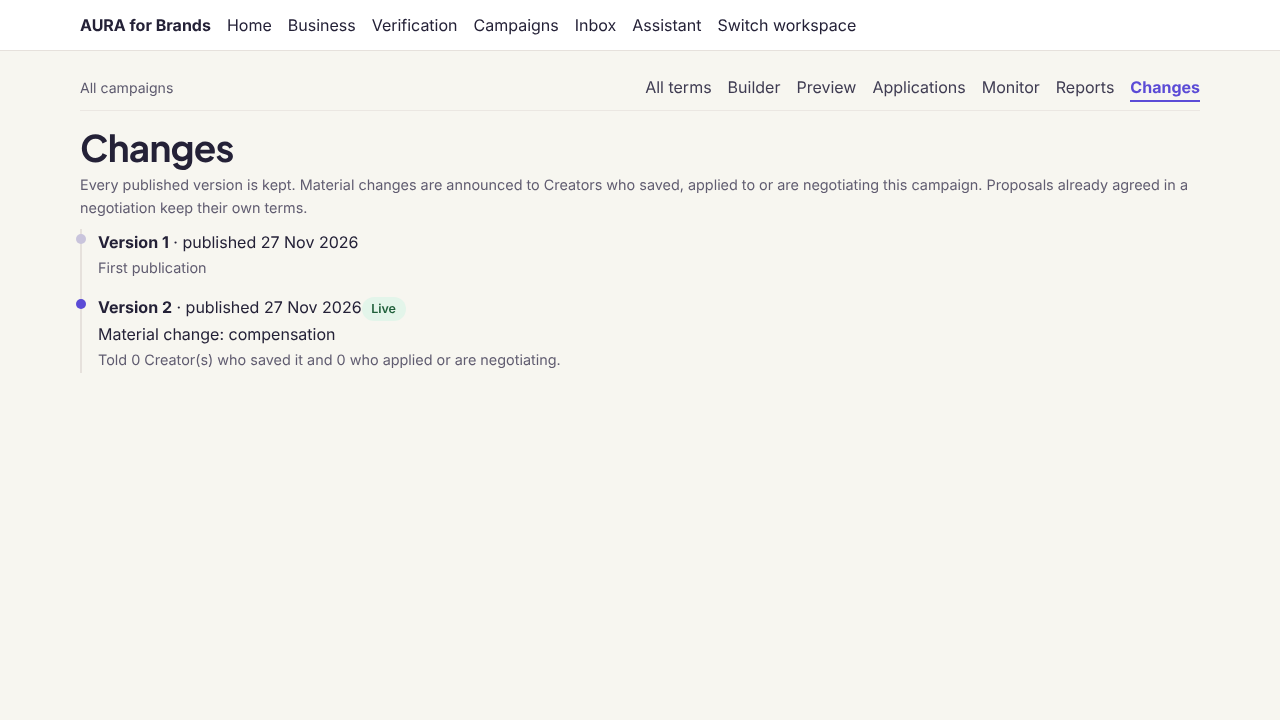 AURA for Brands Home Business Verification Campaigns Inbox Assistant Switch workspace
All campaigns All terms Builder Preview Applications Monitor Reports Changes
Changes
Every published version is kept. Material changes are announced to Creators who saved, applied to or are negotiating this campaign. Proposals already agreed in a
negotiation keep their own terms.
Version 1 · published 27 Nov 2026
First publication
Version 2 · published 27 Nov 2026 Live
Material change: compensation
Told 0 Creator(s) who saved it and 0 who applied or are negotiating.